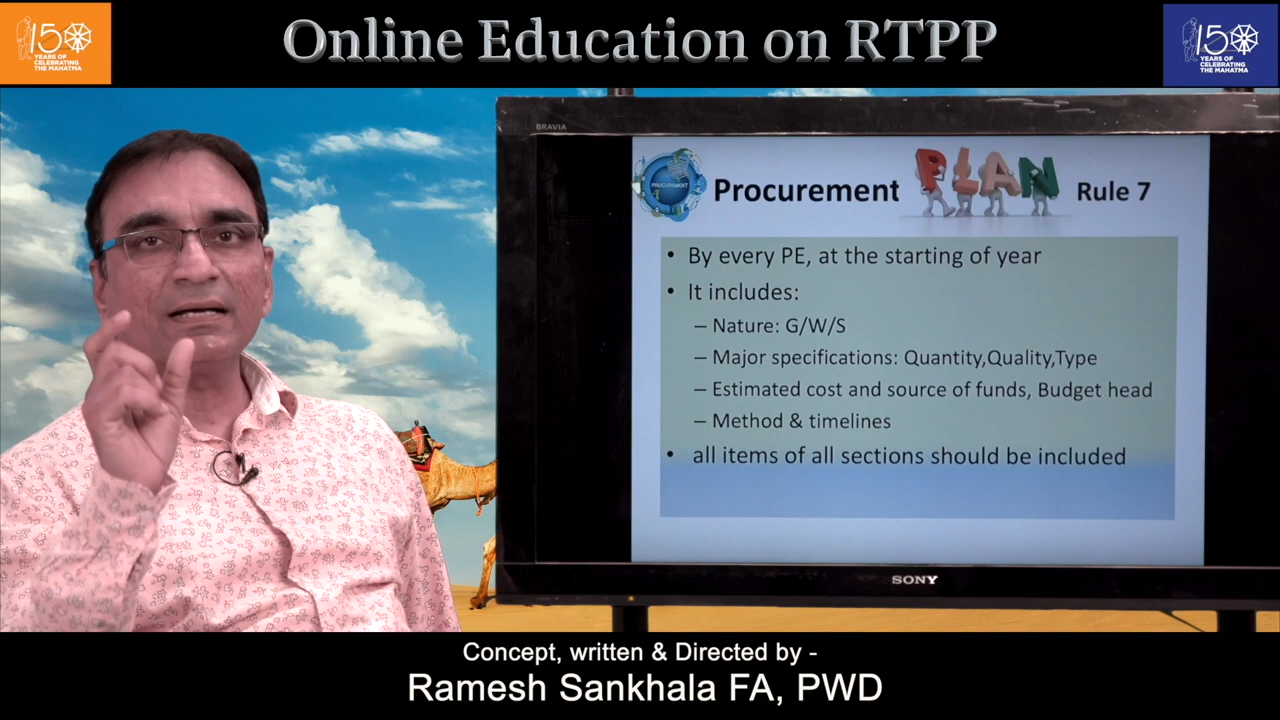 150
YEARS OF
CELEBRATING
THE MAHATMA
Online Education on RTPP
150
YEARS OF
CELEBRATING
THE MAHATMA
BRAVIA
PROCUREMENT
Procurement PLAN Rule 7
• By every PE, at the starting of year
• It includes:
– Nature: G/W/S
– Major specifications: Quantity,Quality,Type
– Estimated cost and source of funds, Budget head
– Method & timelines
• all items of all sections should be included
SONY
Concept, written & Directed by -
Ramesh Sankhala FA, PWD